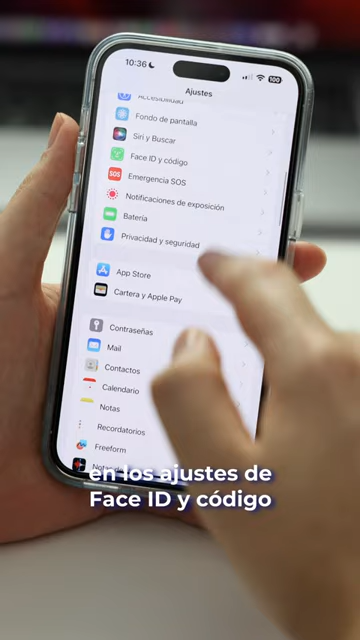 10:36
100
Ajustes
Accesibilidad
Fondo de pantalla
Siri y Buscar
Face ID y código
SOS
Emergencia SOS
Notificaciones de exposición
Batería
Privacidad y seguridad
App Store
Cartera y Apple Pay
Contraseñas
Mail
Contactos
Calendario
Notas
Recordatorios
Freeform
en los ajustes de
Face ID y código